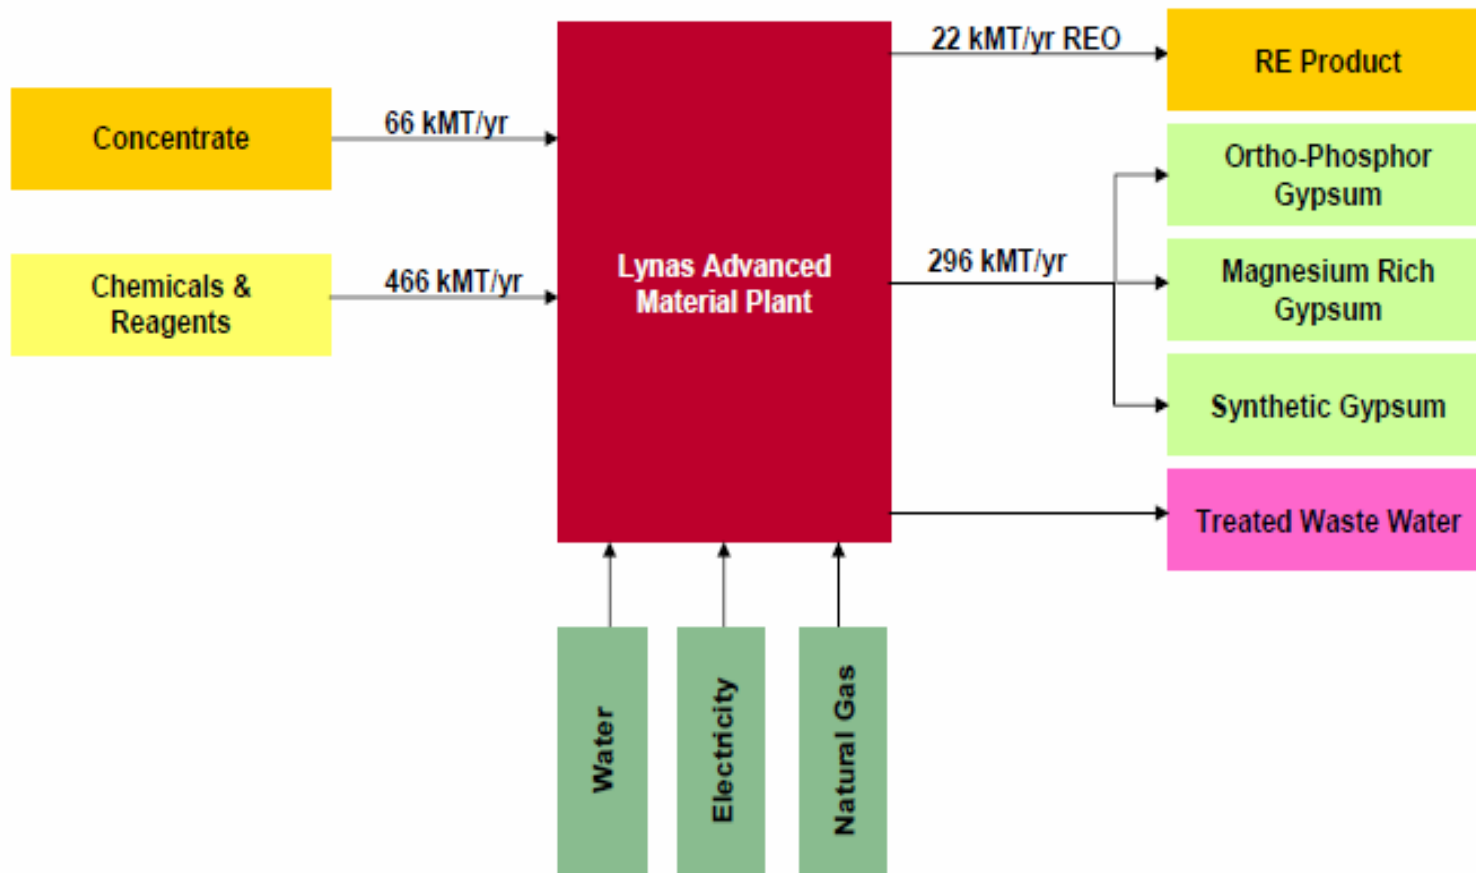 Concentrate
66 kMT/yr
Chemicals &
Reagents
466 kMT/yr
Lynas Advanced
Material Plant
22 kMT/yr REO
RE Product
296 kMT/yr
Ortho-Phosphor
Gypsum
Magnesium Rich
Gypsum
Synthetic Gypsum
Treated Waste Water
Water
Electricity
Natural Gas